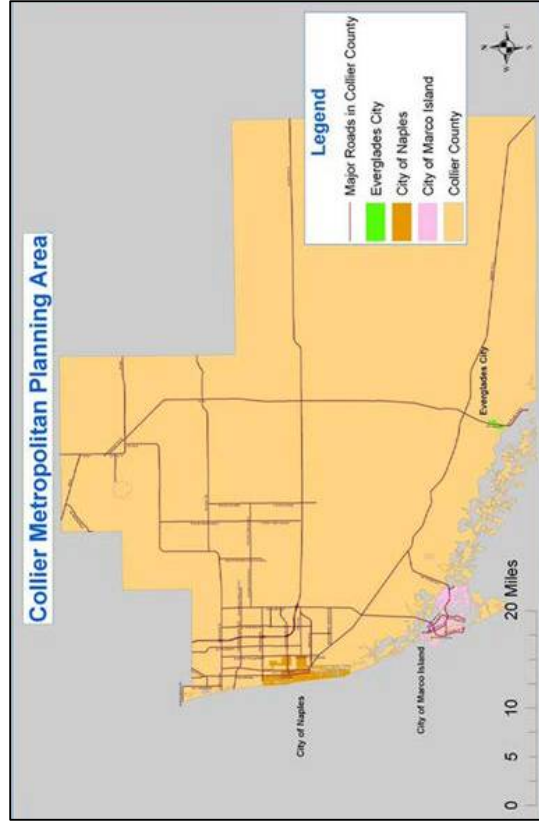 Collier Metropolitan Planning Area
N
W
E
S
Legend
Major Roads in Collier County
Everglades City
City of Naples
City of Marco Island
Collier County
City of Naples
City of Marco Island
Everglades City
0 5 10 20 Miles